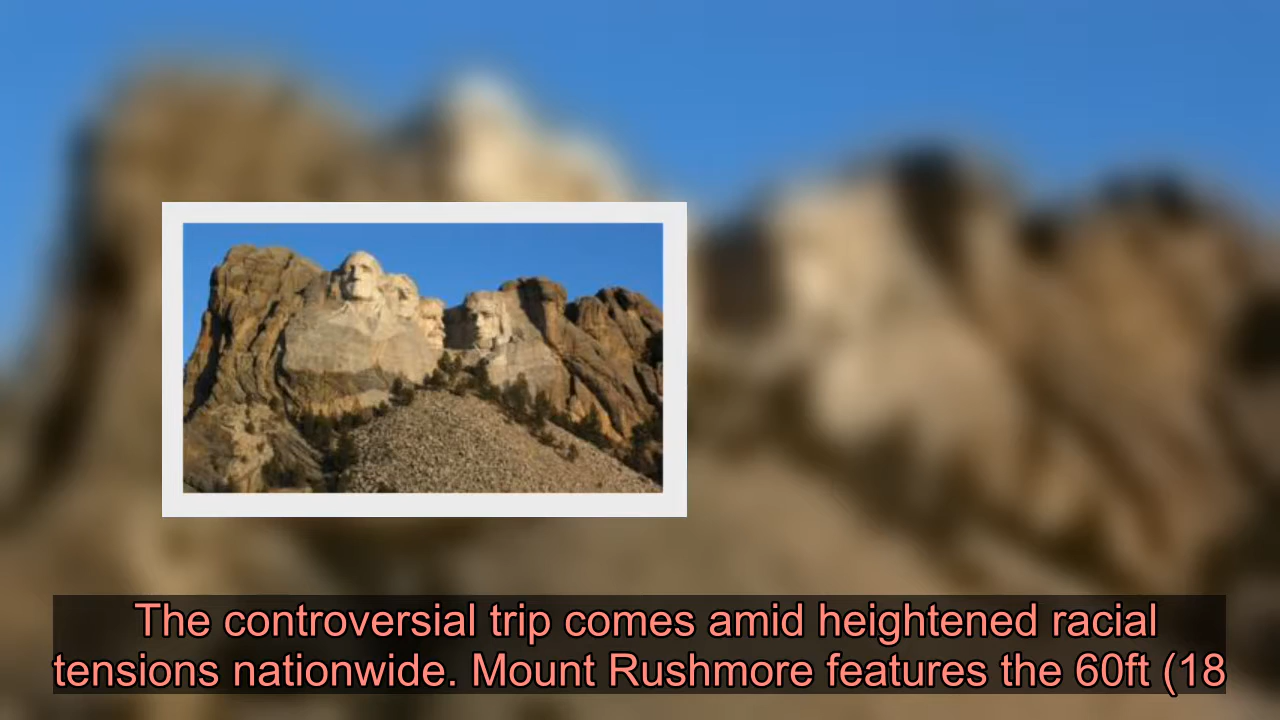 The controversial trip comes amid heightened racial
tensions nationwide. Mount Rushmore features the 60ft (18